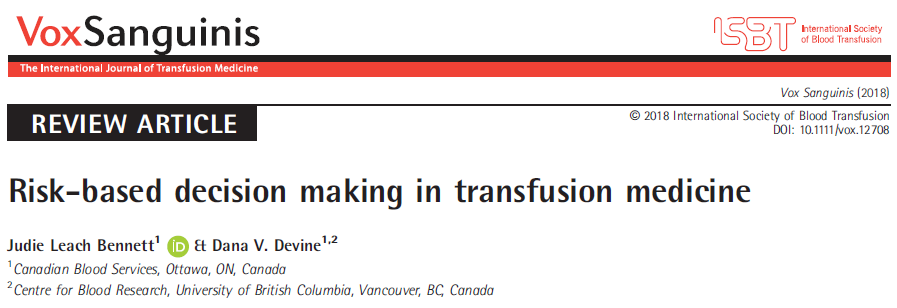 VoxSanguinis
ISBT International Society
of Blood Transfusion
The International Journal of Transfusion Medicine
Vox Sanguinis (2018)
© 2018 International Society of Blood Transfusion
DOI: 10.1111/vox.12708
REVIEW ARTICLE
Risk-based decision making in transfusion medicine
Judie Leach Bennett¹ iD & Dana V. Devine¹,²
¹Canadian Blood Services, Ottawa, ON, Canada
²Centre for Blood Research, University of British Columbia, Vancouver, BC, Canada